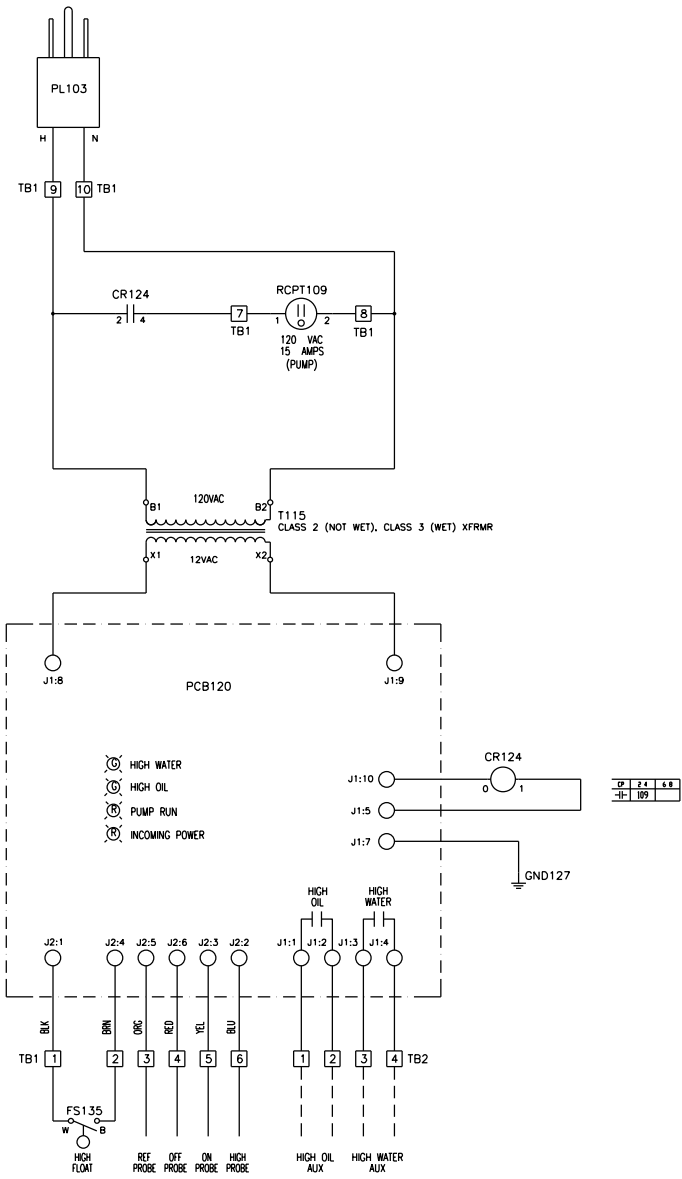 PL103
H N
TB1 9 10 TB1
CR124
2 4
7
TB1
RCPT109
1 2
8
TB1
120 VAC
15 AMPS
(PUMP)
B1 120VAC B2
T115
CLASS 2 (NOT WET), CLASS 3 (WET) XFRMR
X1 12VAC X2
J1:8
J1:9
PCB120
G HIGH WATER
G HIGH OIL
R PUMP RUN
R INCOMING POWER
J1:10
CR124
0 1
J1:5
J1:7
GND127
CP 2 4 6 8
109
HIGH
OIL
HIGH
WATER
J2:1 J2:4 J2:5 J2:6 J2:3 J2:2 J1:1 J1:2 J1:3 J1:4
BLK BRN ORG RED YEL BLU
TB1 1 2 3 4 5 6 1 2 3 4 TB2
FS135
W B
HIGH
FLOAT
REF
PROBE
OFF
PROBE
ON
PROBE
HIGH
PROBE
HIGH OIL
AUX
HIGH WATER
AUX